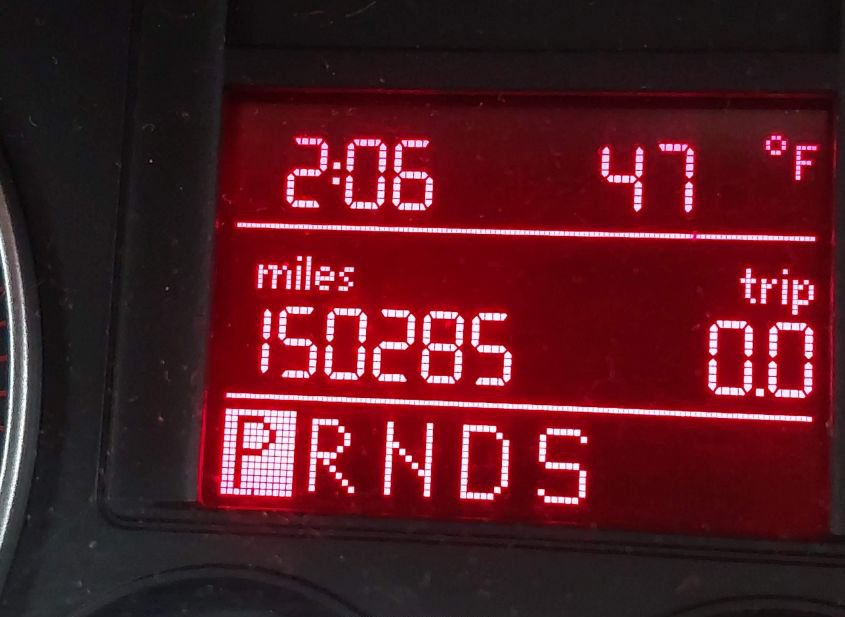 2:06 47 °F
miles trip
150285 0.0
P R N D S